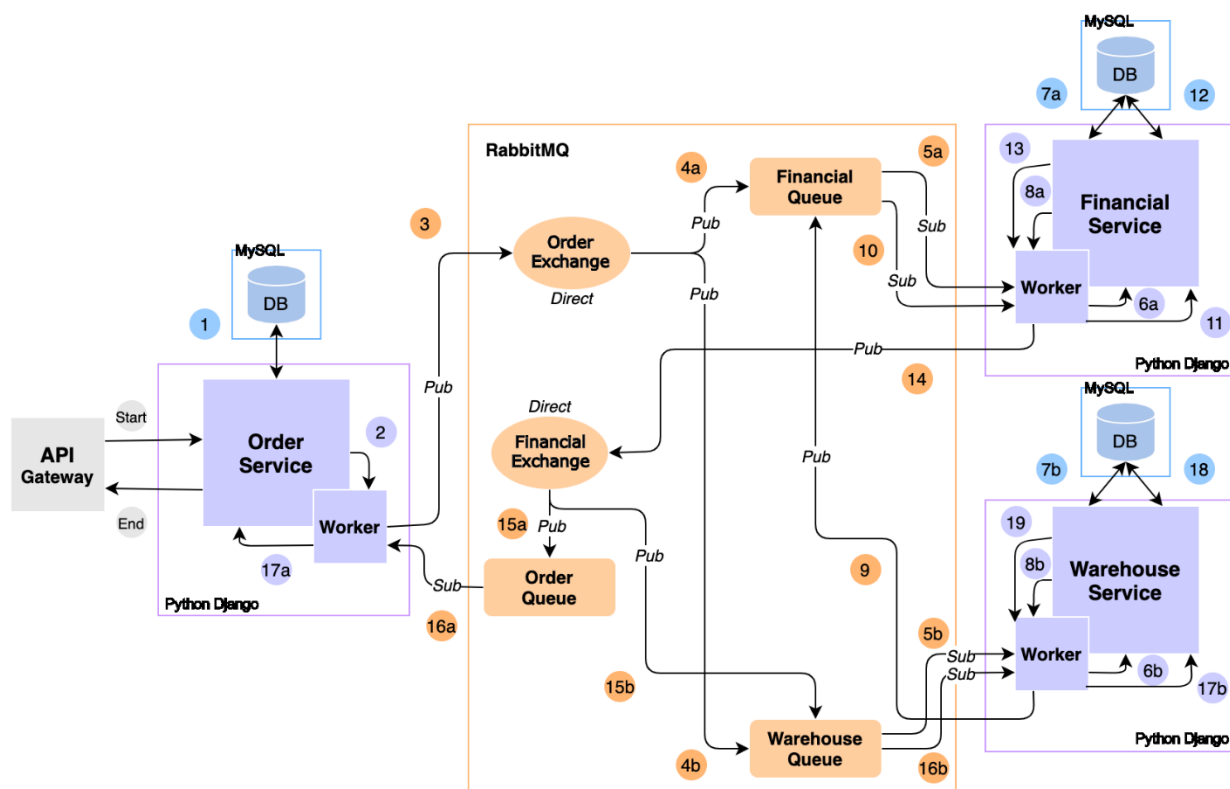 MySQL
DB
7a
12
RabbitMQ
4a
5a
13
8a
Financial
Queue
Financial
Service
3
Pub
Sub
Order
Exchange
Direct
10
Sub
Pub
Worker
6a
11
MySQL
DB
1
Pub
Pub
14
Python Django
MySQL
DB
7b
18
Start
2
Direct
API
Gateway
Order
Service
Financial
Exchange
Pub
End
Worker
15a
Pub
Pub
19
8b
17a
Sub
Order
Queue
9
Warehouse
Service
Python Django
16a
5b
Sub
Sub
Worker
6b
17b
15b
Warehouse
Queue
4b
16b
Python Django